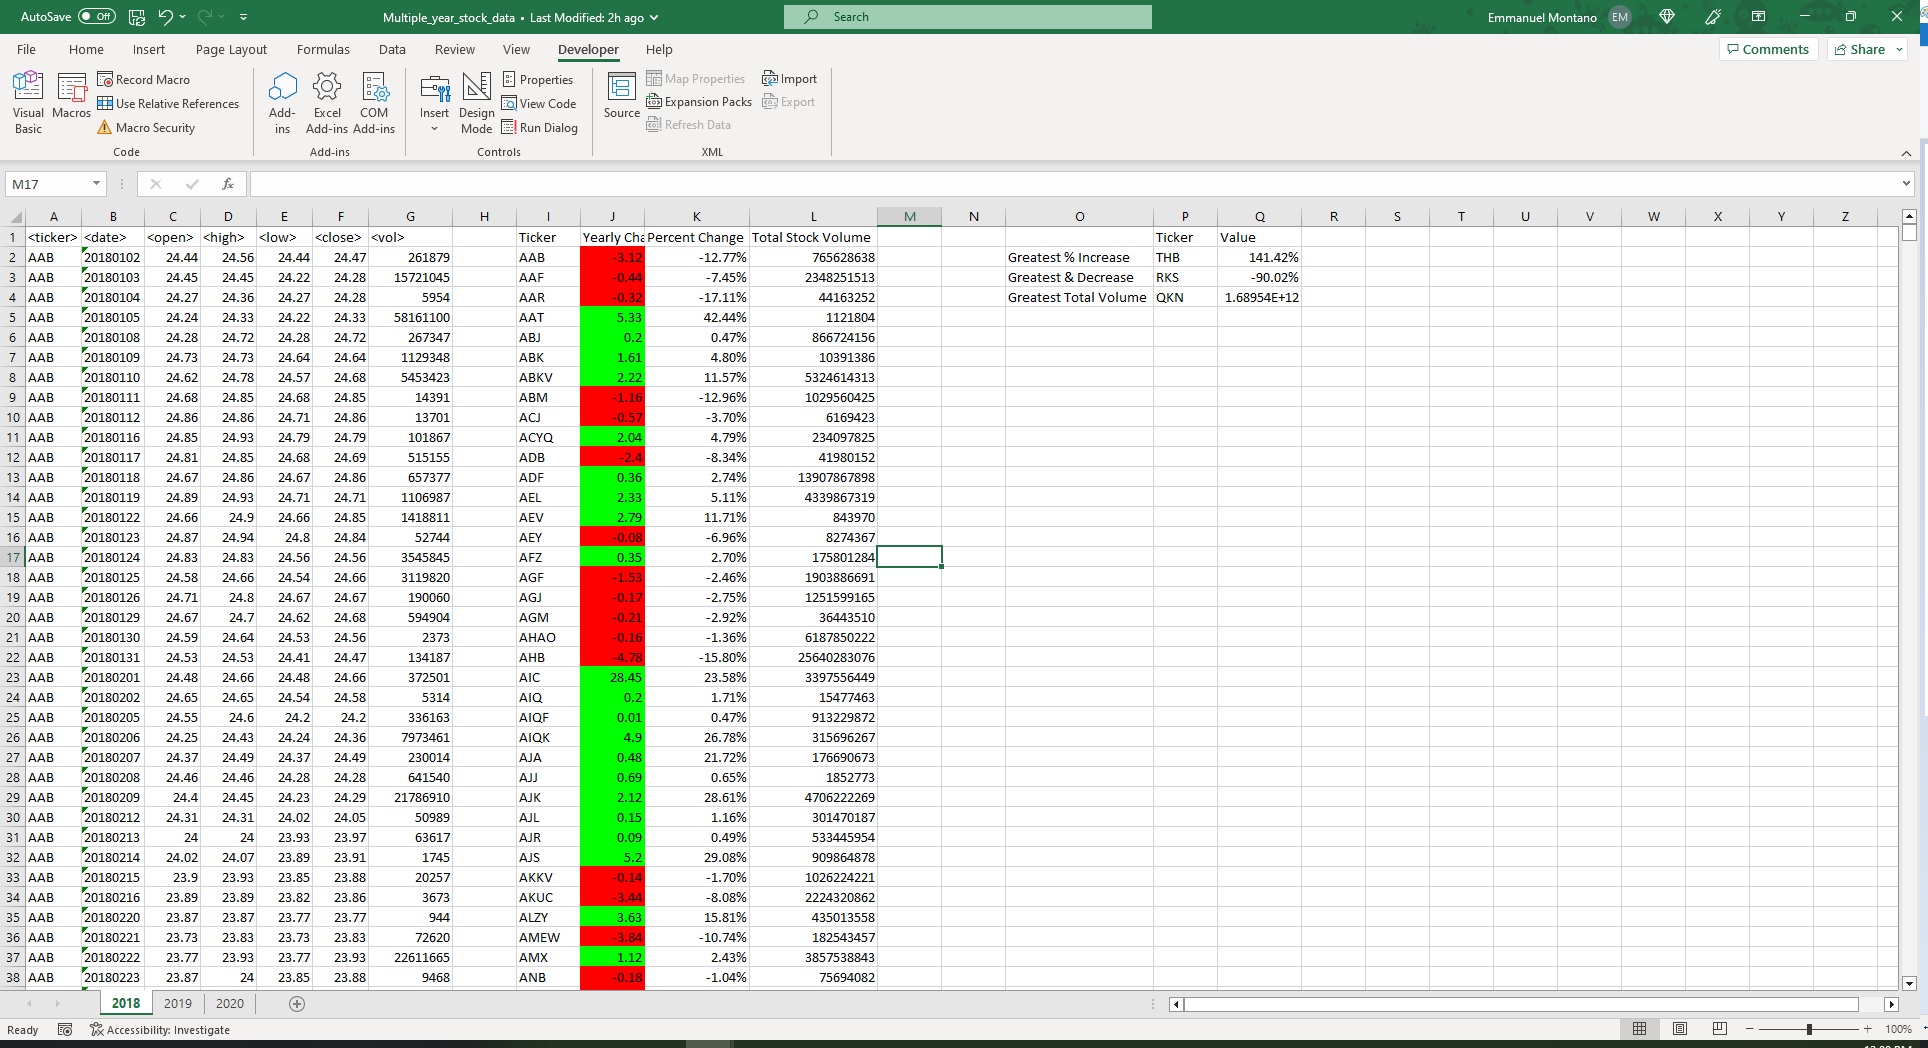 AutoSave Off Multiple_year_stock_data • Last Modified: 2h ago Search Emmanuel Montano EM
File Home Insert Page Layout Formulas Data Review View Developer Help Comments Share
Visual Basic
Macros
Record Macro
Use Relative References
Macro Security
Code
Add-ins
Excel Add-ins
COM Add-ins
Add-ins
Insert
Design Mode
Properties
View Code
Run Dialog
Controls
Source
Map Properties
Expansion Packs
Refresh Data
Import
Export
XML
M17 fx
A B C D E F G H I J K L M N O P Q R S T U V W X Y Z
1 <ticker> <date> <open> <high> <low> <close> <vol> Ticker Yearly Cha Percent Change Total Stock Volume Ticker Value
2 AAB 20180102 24.44 24.56 24.44 24.47 261879 AAB -3.12 -12.77% 765628638 Greatest % Increase THB 141.42%
3 AAB 20180103 24.45 24.45 24.22 24.28 15721045 AAF -0.44 -7.45% 2348251513 Greatest & Decrease RKS -90.02%
4 AAB 20180104 24.27 24.36 24.27 24.28 5954 AAR -0.32 -17.11% 44163252 Greatest Total Volume QKN 1.68954E+12
5 AAB 20180105 24.24 24.33 24.22 24.33 58161100 AAT 5.33 42.44% 1121804
6 AAB 20180108 24.28 24.72 24.28 24.72 267347 ABJ 0.2 0.47% 866724156
7 AAB 20180109 24.73 24.73 24.64 24.64 1129348 ABK 1.61 4.80% 10391386
8 AAB 20180110 24.62 24.78 24.57 24.68 5453423 ABKV 2.22 11.57% 5324614313
9 AAB 20180111 24.68 24.85 24.68 24.85 14391 ABM -1.16 -12.96% 1029560425
10 AAB 20180112 24.86 24.86 24.71 24.86 13701 ACJ -0.57 -3.70% 6169423
11 AAB 20180116 24.85 24.93 24.79 24.79 101867 ACYQ 2.04 4.79% 234097825
12 AAB 20180117 24.81 24.85 24.68 24.69 515155 ADB -2.4 -8.34% 41980152
13 AAB 20180118 24.67 24.86 24.67 24.86 657377 ADF 0.36 2.74% 13907867898
14 AAB 20180119 24.89 24.93 24.71 24.71 1106987 AEL 2.33 5.11% 4339867319
15 AAB 20180122 24.66 24.9 24.66 24.85 1418811 AEV 2.79 11.71% 843970
16 AAB 20180123 24.87 24.94 24.8 24.84 52744 AEY -0.08 -6.96% 8274367
17 AAB 20180124 24.83 24.83 24.56 24.56 3545845 AFZ 0.35 2.70% 175801284
18 AAB 20180125 24.58 24.66 24.54 24.66 3119820 AGF -1.53 -2.46% 1903886691
19 AAB 20180126 24.71 24.8 24.67 24.67 190060 AGJ -0.17 -2.75% 1251599165
20 AAB 20180129 24.67 24.7 24.62 24.68 594904 AGM -0.21 -2.92% 36443510
21 AAB 20180130 24.59 24.64 24.53 24.56 2373 AHAO -0.16 -1.36% 6187850222
22 AAB 20180131 24.53 24.53 24.41 24.47 134187 AHB -4.78 -15.80% 25640283076
23 AAB 20180201 24.48 24.66 24.48 24.66 372501 AIC 28.45 23.58% 3397556449
24 AAB 20180202 24.65 24.65 24.54 24.58 5314 AIQ 0.2 1.71% 15477463
25 AAB 20180205 24.55 24.6 24.2 24.2 336163 AIQF 0.01 0.47% 913229872
26 AAB 20180206 24.25 24.43 24.24 24.36 7973461 AIQK 4.9 26.78% 315696267
27 AAB 20180207 24.37 24.49 24.37 24.49 230014 AJA 0.48 21.72% 176690673
28 AAB 20180208 24.46 24.46 24.28 24.28 641540 AJJ 0.69 0.65% 1852773
29 AAB 20180209 24.4 24.45 24.23 24.29 21786910 AJK 2.12 28.61% 4706222269
30 AAB 20180212 24.31 24.31 24.02 24.05 50989 AJL 0.15 1.16% 301470187
31 AAB 20180213 24 24 23.93 23.97 63617 AJR 0.09 0.49% 533445954
32 AAB 20180214 24.02 24.07 23.89 23.91 1745 AJS 5.2 29.08% 909864878
33 AAB 20180215 23.9 23.93 23.85 23.88 20257 AKKV -0.14 -1.70% 1026224221
34 AAB 20180216 23.89 23.89 23.82 23.86 3673 AKUC -3.44 -8.08% 2224320862
35 AAB 20180220 23.87 23.87 23.77 23.77 944 ALZY 3.63 15.81% 435013558
36 AAB 20180221 23.73 23.83 23.73 23.83 72620 AMEW -3.84 -10.74% 182543457
37 AAB 20180222 23.77 23.93 23.77 23.93 22611665 AMX 1.12 2.43% 3857538843
38 AAB 20180223 23.87 24 23.85 23.88 9468 ANB -0.18 -1.04% 75694082
2018 2019 2020
Ready Accessibility: Investigate 100%